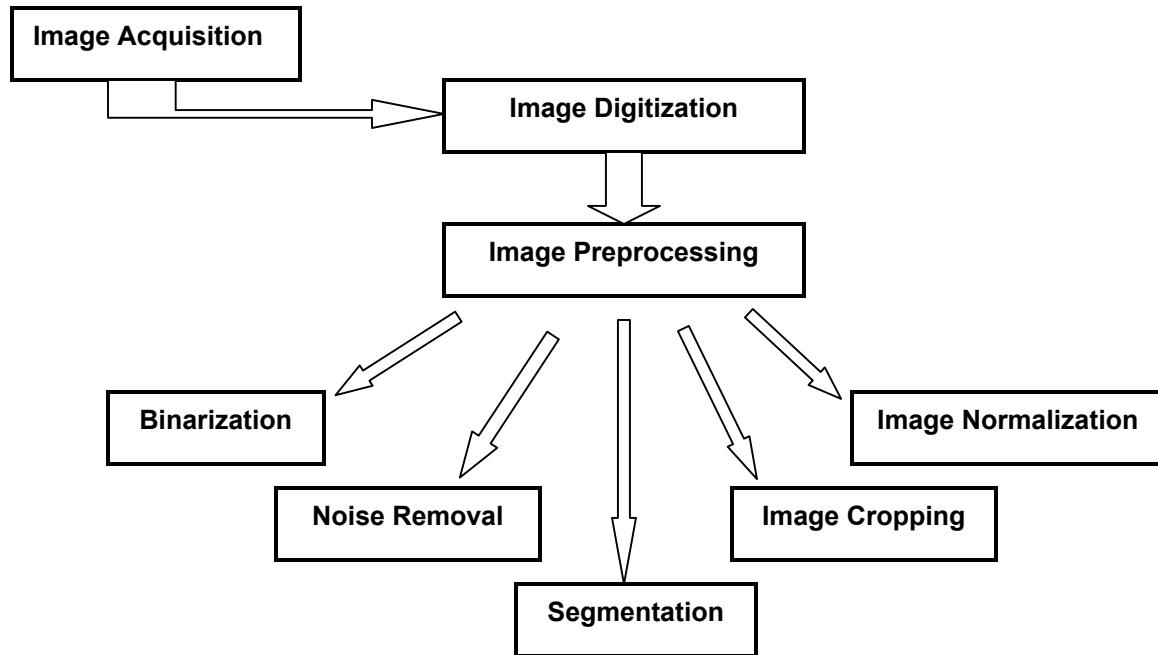 Image Acquisition
Image Digitization
Image Preprocessing
Binarization
Image Normalization
Noise Removal
Image Cropping
Segmentation